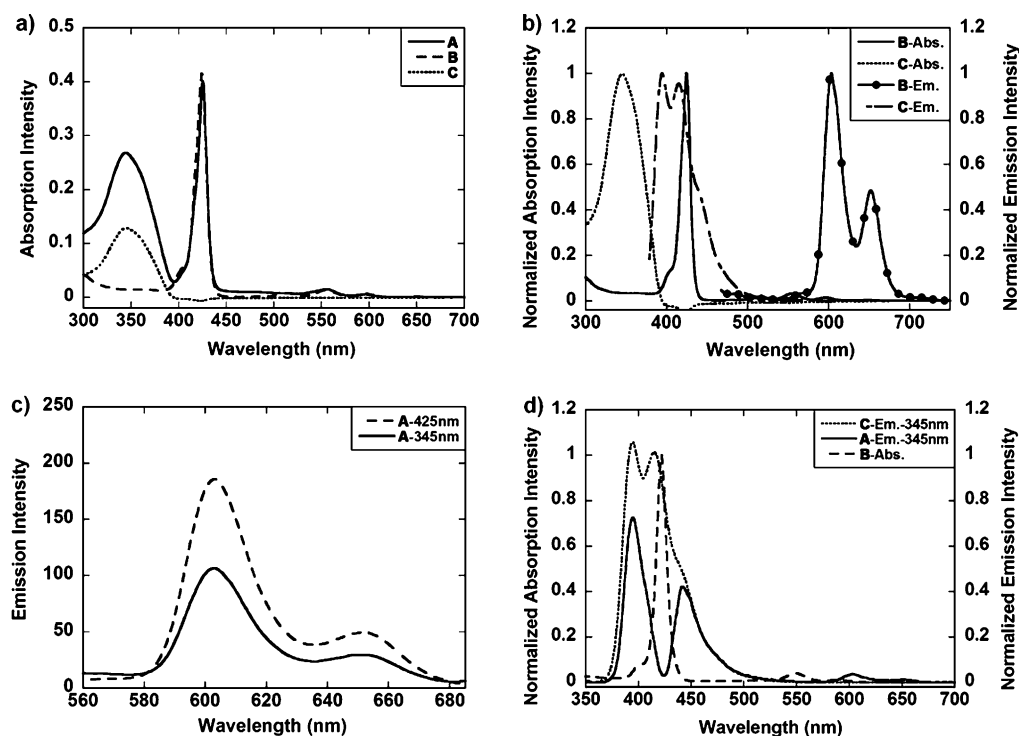 a)
0.5
0.4
0.3
0.2
0.1
0
Absorption Intensity
300 350 400 450 500 550 600 650 700
Wavelength (nm)
A
B
C
b)
1.2
1
0.8
0.6
0.4
0.2
0
Normalized Absorption Intensity
300 400 500 600 700
Wavelength (nm)
B-Abs.
C-Abs.
B-Em.
C-Em.
1.2
1
0.8
0.6
0.4
0.2
0
Normalized Emission Intensity
c)
250
200
150
100
50
0
Emission Intensity
560 580 600 620 640 660 680
Wavelength (nm)
A-425nm
A-345nm
d)
1.2
1
0.8
0.6
0.4
0.2
0
Normalized Absorption Intensity
350 400 450 500 550 600 650 700
Wavelength (nm)
C-Em.-345nm
A-Em.-345nm
B-Abs.
1.2
1
0.8
0.6
0.4
0.2
0
Normalized Emission Intensity